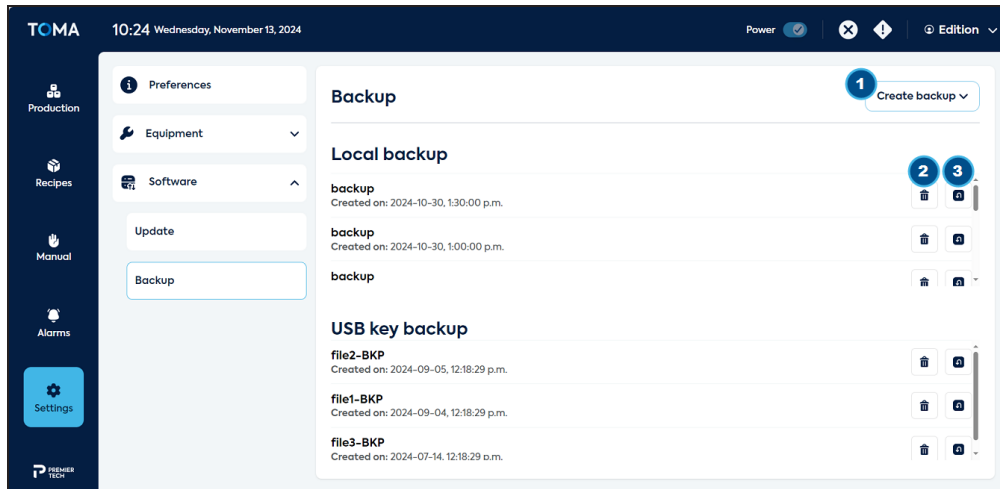 TOMA
10:24 Wednesday, November 13, 2024
Power
Edition
Production
Recipes
Manual
Alarms
Settings
PREMIER
TECH
Preferences
Equipment
Software
Update
Backup
Backup
1
Create backup
Local backup
2
3
backup
Created on: 2024-10-30, 1:30:00 p.m.
backup
Created on: 2024-10-30, 1:00:00 p.m.
backup
USB key backup
file2-BKP
Created on: 2024-09-05, 12:18:29 p.m.
file1-BKP
Created on: 2024-09-04, 12:18:29 p.m.
file3-BKP
Created on: 2024-07-14, 12:18:29 p.m.